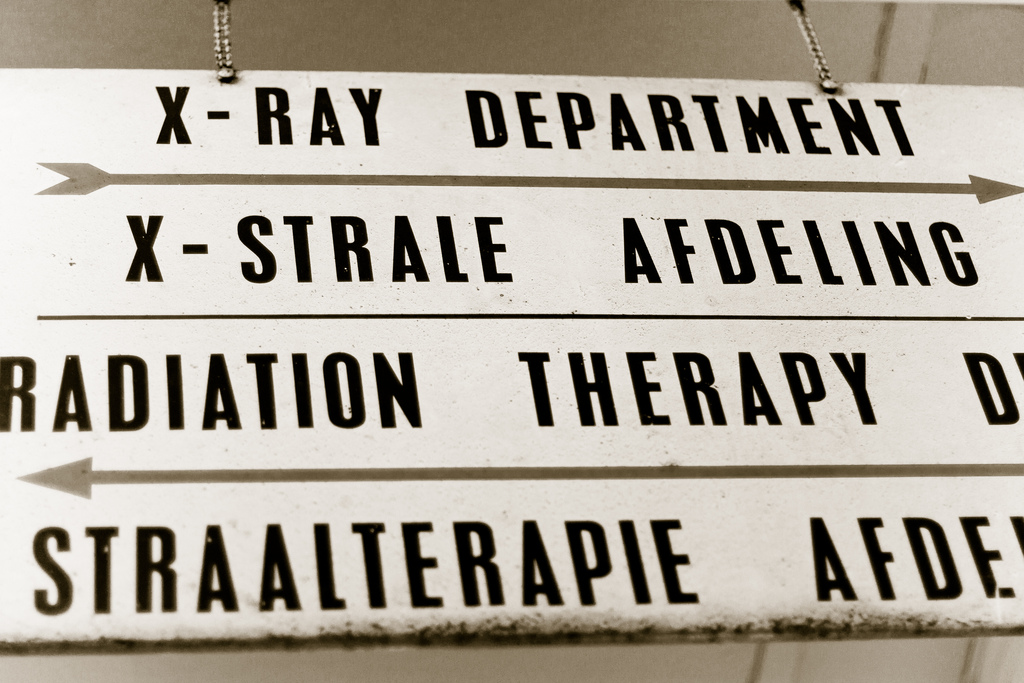 X-RAY DEPARTMENT
X-STRALE AFDELING
RADIATION THERAPY
STRAALTERAPIE